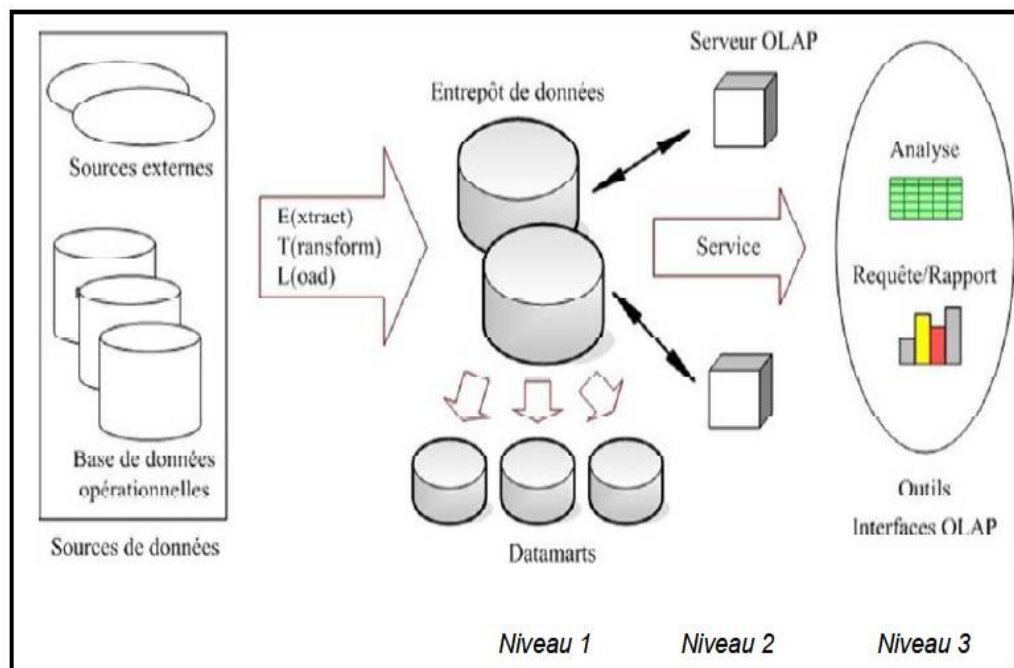 Sources externes
Base de données
opérationnelles
Sources de données
E(xtract)
T(ransform)
L(oad)
Entrepôt de données
Datamarts
Serveur OLAP
Service
Analyse
Requête/Rapport
Outils
Interfaces OLAP
Niveau 1
Niveau 2
Niveau 3